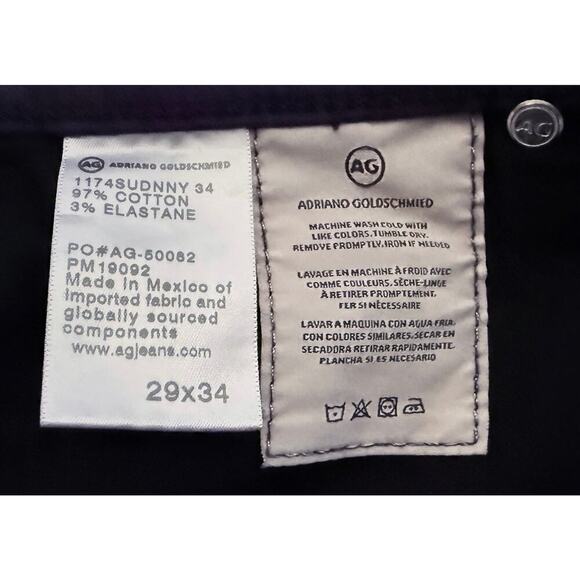 AG ADRIANO GOLDSCHMIED
1174SUDNNY 34
97% COTTON
3% ELASTANE
PO#AG-50062
PM19092
Made in Mexico of
imported fabric and
globally sourced
components
www.agjeans.com
29x34
AG
ADRIANO GOLDSCHMIED
MACHINE WASH COLD WITH
LIKE COLORS. TUMBLE DRY.
REMOVE PROMPTLY. IRON IF NEEDED
LAVAGE EN MACHINE À FROID AVEC
COMME COULEURS. SÈCHE-LINGE
À RETIRER PROMPTEMENT.
FER SI NÉCESSAIRE
LAVAR A MAQUINA CON AGUA FRIA.
CON COLORES SIMILARES. SECAR EN
SECADORA RETIRAR RAPIDAMENTE.
PLANCHA SI ES NECESARIO
AG